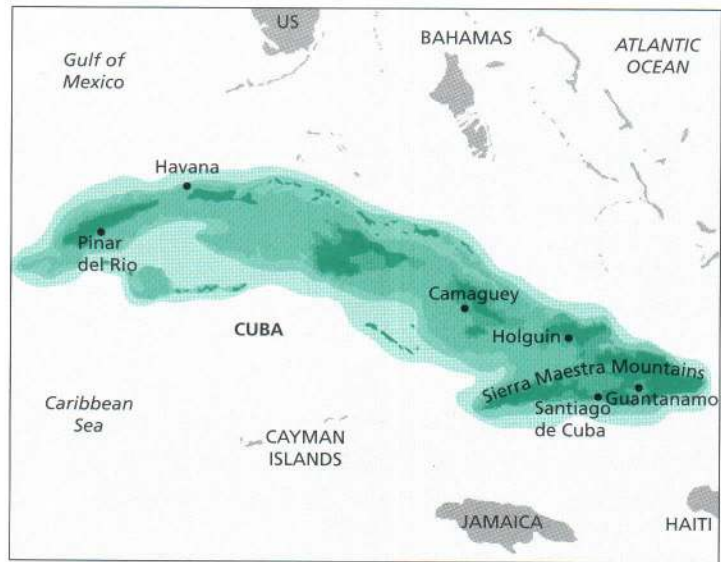 US
BAHAMAS
ATLANTIC
OCEAN
Gulf of
Mexico
Havana
Pinar
del Rio
Camaguey
CUBA
Holguin
Sierra Maestra Mountains
Guantanamo
Santiago
de Cuba
Caribbean
Sea
CAYMAN
ISLANDS
JAMAICA
HAITI